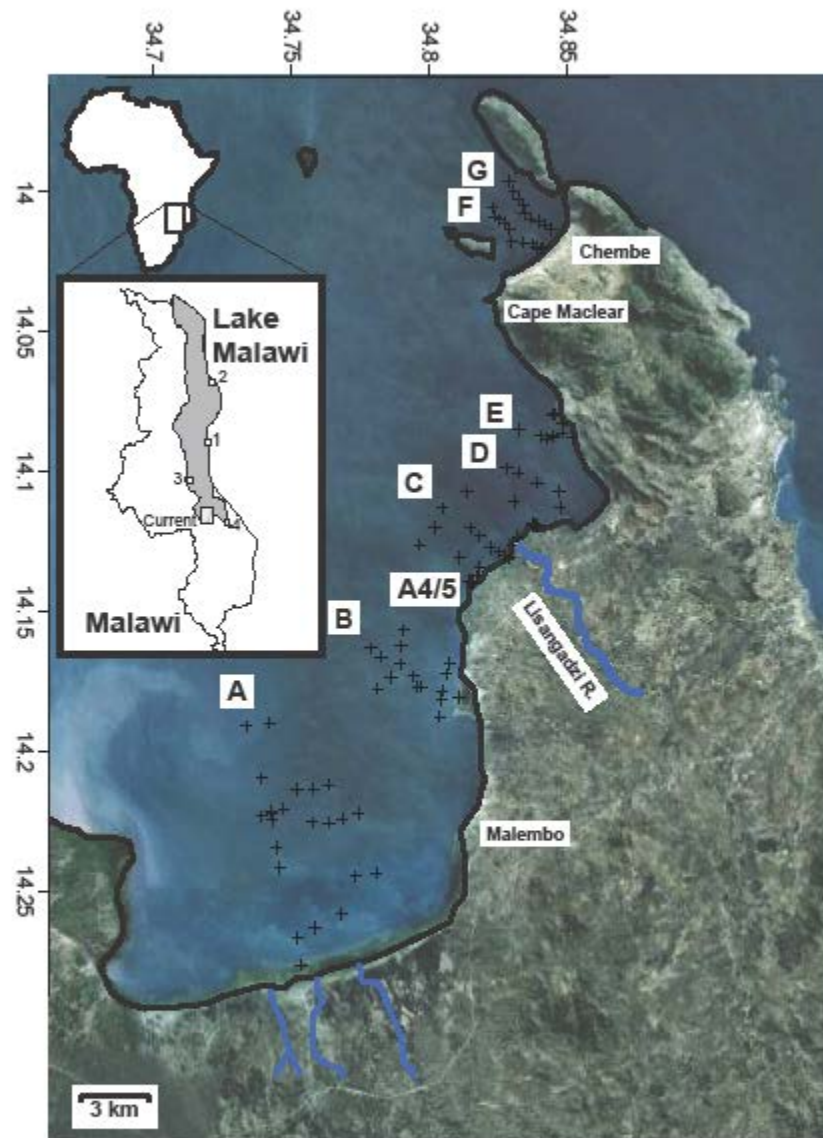 34.7
34.75
34.8
34.85
14
14.05
14.1
14.15
14.2
14.25
G
F
Chembe
Cape Maclear
Lake
Malawi
2
1
3
Current
4
Malawi
E
D
C
A4/5
B
A
Lisangadzi R.
Malembo
3 km